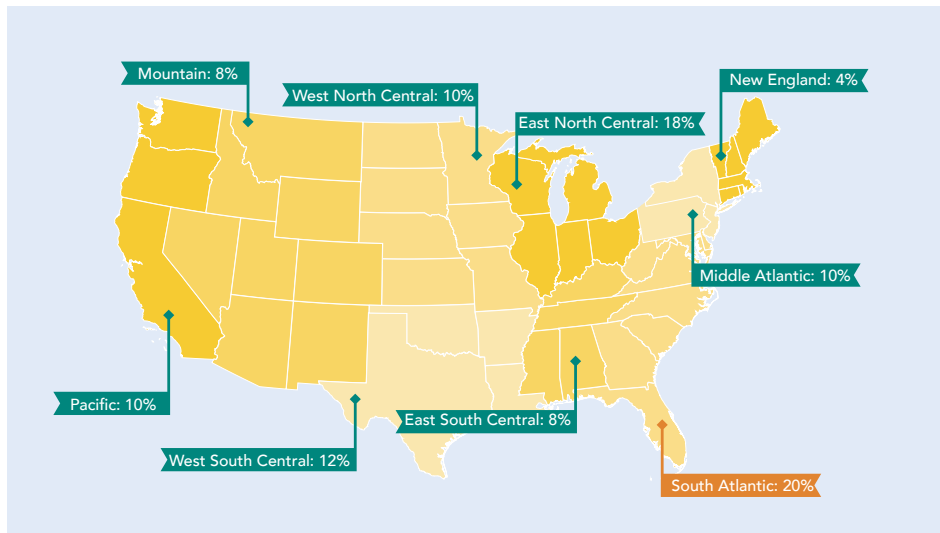 Mountain: 8%
New England: 4%
West North Central: 10%
East North Central: 18%
Middle Atlantic: 10%
Pacific: 10%
East South Central: 8%
West South Central: 12%
South Atlantic: 20%